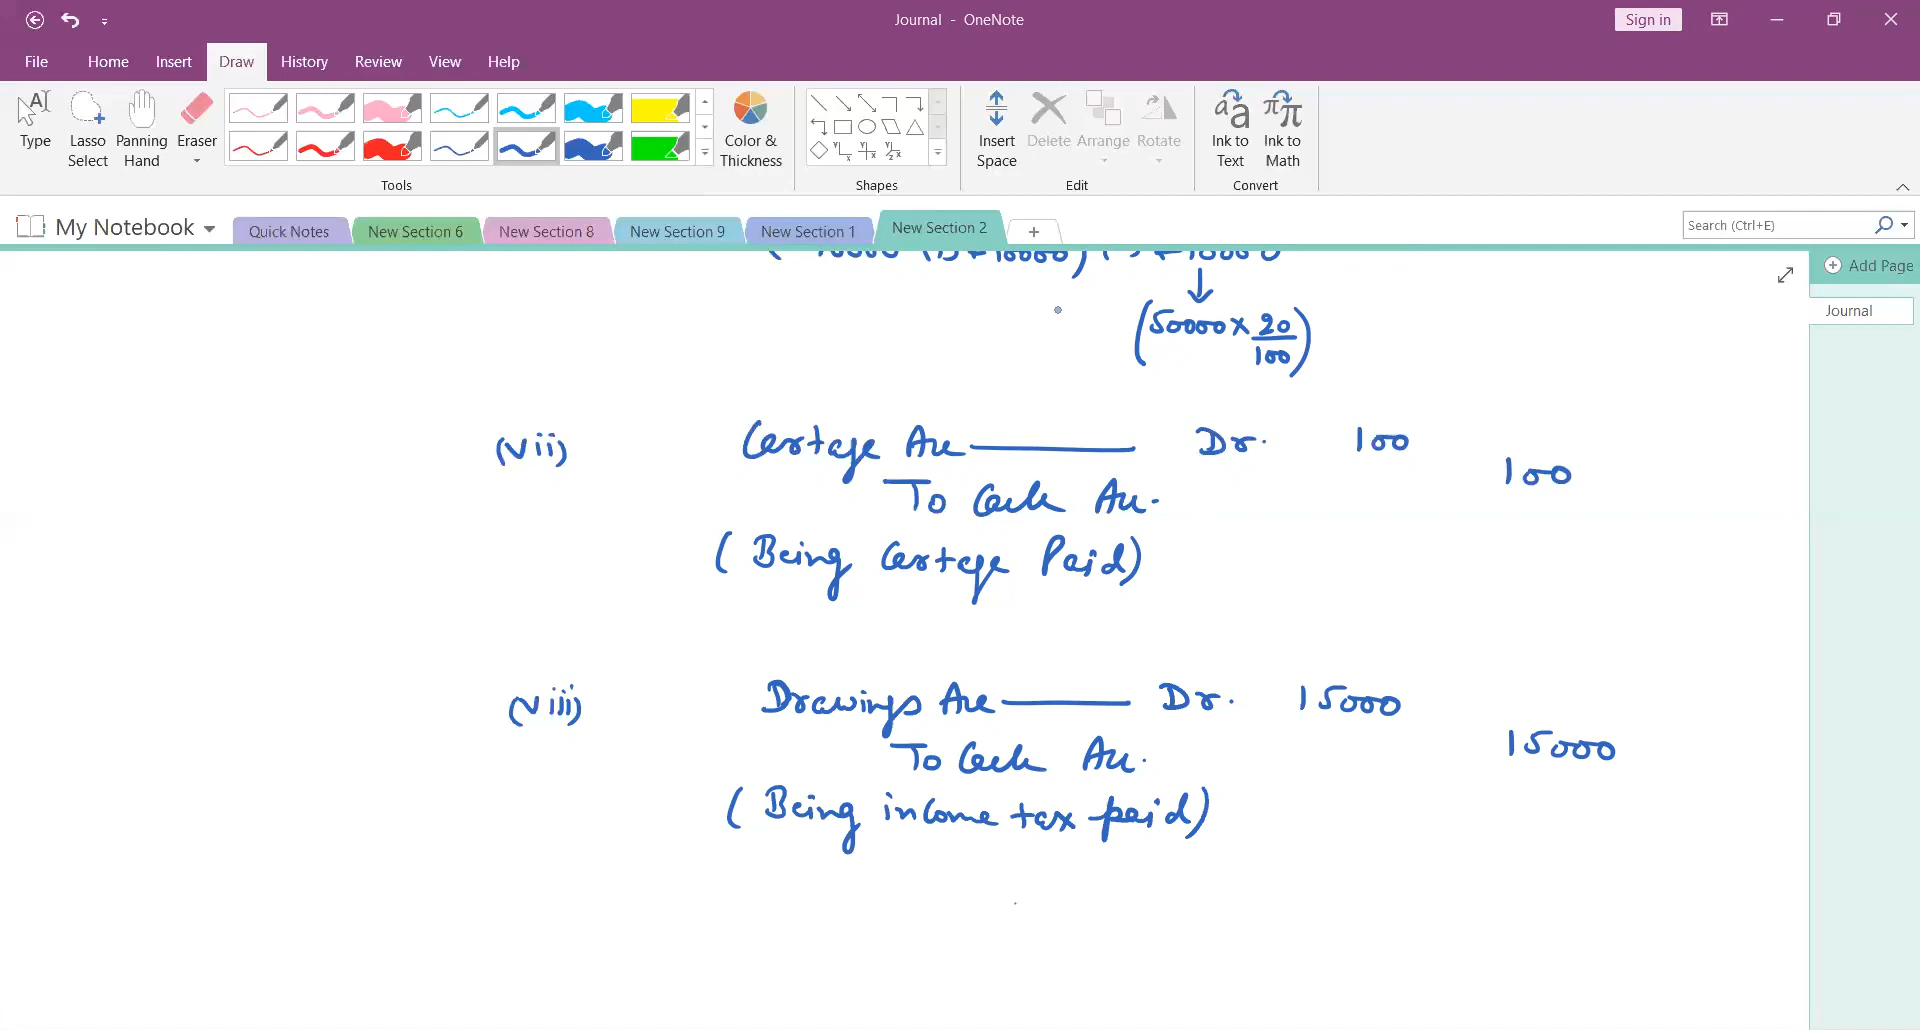 Journal - OneNote
Sign in
File Home Insert Draw History Review View Help
Type
Lasso Select
Panning Hand
Eraser
Color & Thickness
Insert Space
Delete
Arrange
Rotate
Ink to Text
Ink to Math
Tools
Shapes
Edit
Convert
My Notebook
Quick Notes
New Section 6
New Section 8
New Section 9
New Section 1
New Section 2
Search (Ctrl+E)
Add Page
Journal
(50000 × 20/100)
(vii) Cartage A/c Dr. 100
To Cash A/c. 100
( Being Cartage Paid)
(viii) Drawings A/c Dr. 15000
To Cash A/c. 15000
( Being income tax paid)